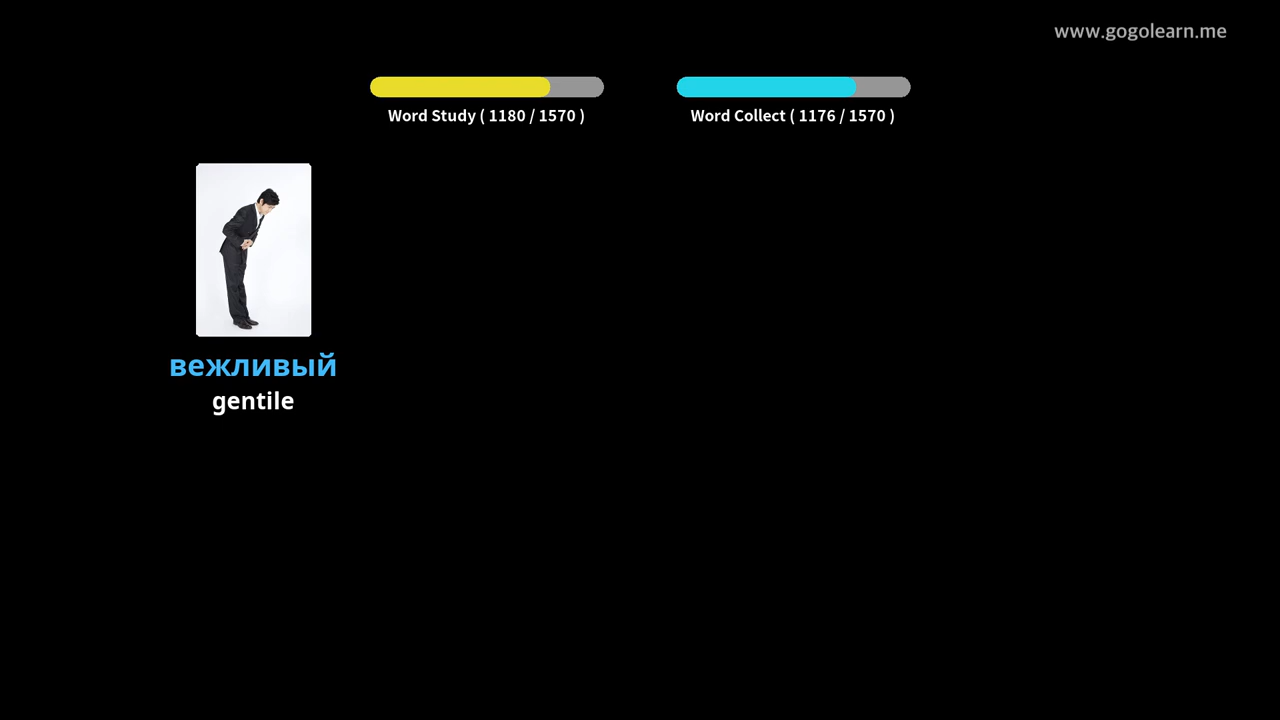 www.gogolearn.me
Word Study ( 1180 / 1570 )
Word Collect ( 1176 / 1570 )
вежливый
gentile